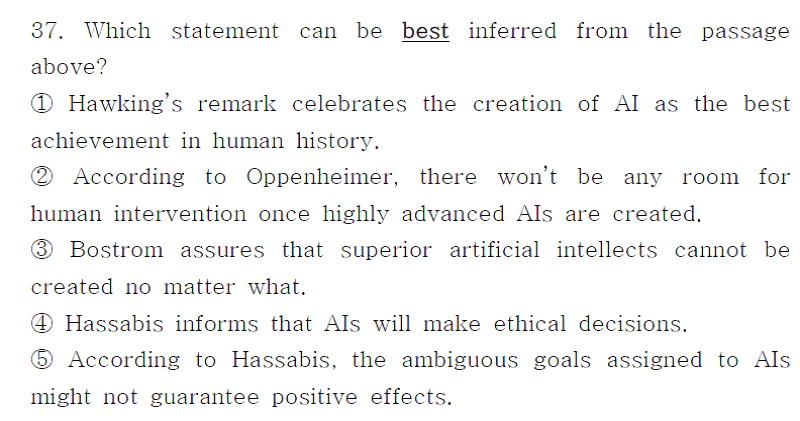 37. Which statement can be best inferred from the passage
above?
① Hawking's remark celebrates the creation of AI as the best
achievement in human history.
② According to Oppenheimer, there won't be any room for
human intervention once highly advanced AIs are created.
③ Bostrom assures that superior artificial intellects cannot be
created no matter what.
④ Hassabis informs that AIs will make ethical decisions.
⑤ According to Hassabis, the ambiguous goals assigned to AIs
might not guarantee positive effects.